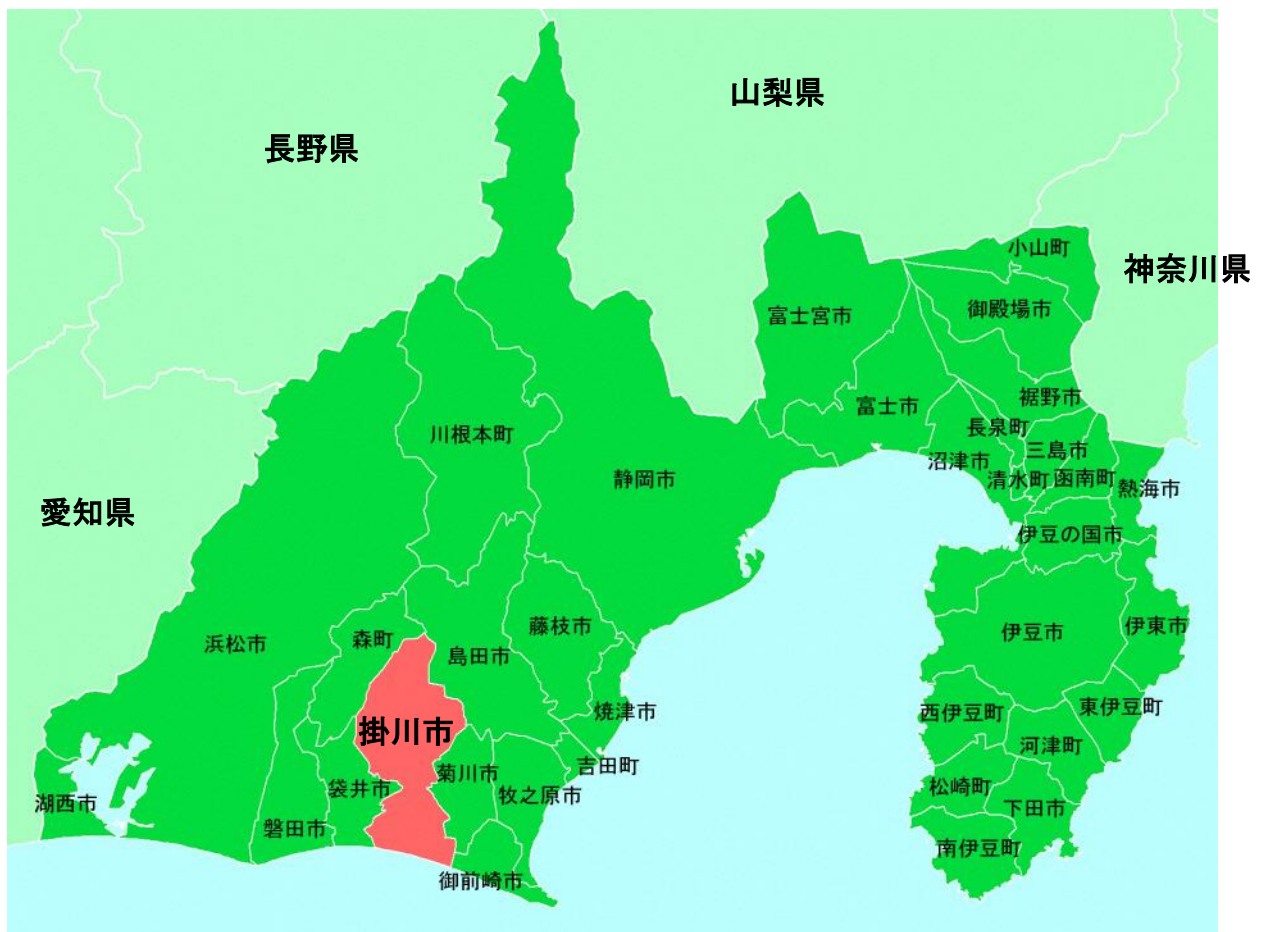 山梨県
長野県
小山町
神奈川県
御殿場市
富士宮市
裾野市
富士市
長泉町
川根本町
三島市
沼津市
静岡市
清水町
函南町
熱海市
愛知県
伊豆の国市
藤枝市
伊豆市
伊東市
森町
浜松市
島田市
焼津市
西伊豆町
東伊豆町
掛川市
河津町
吉田町
菊川市
袋井市
松崎町
牧之原市
湖西市
下田市
磐田市
南伊豆町
御前崎市